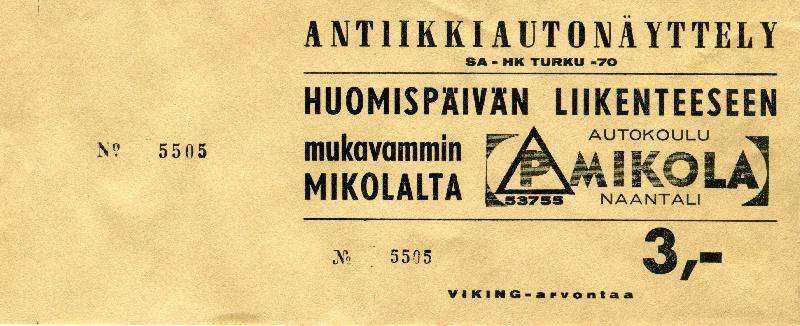 Nº 5505
ANTIIKKIAUTONÄYTTELY
SA - HK TURKU -70
HUOMISPÄIVÄN LIIKENTEESEEN
mukavammin
MIKOLALTA
AUTOKOULU
P MIKOLA
53755 NAANTALI
№ 5505
3,-
VIKING-arvontaa